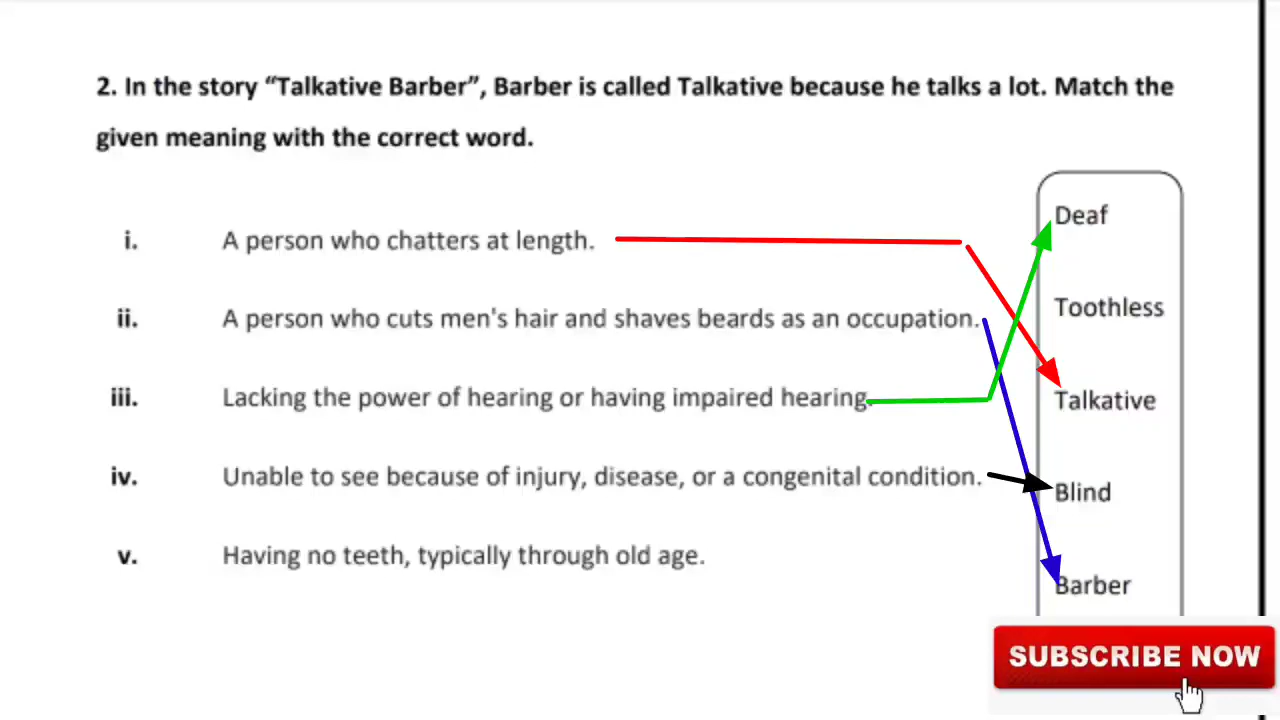 2. In the story “Talkative Barber”, Barber is called Talkative because he talks a lot. Match the
given meaning with the correct word.
i. A person who chatters at length.
ii. A person who cuts men's hair and shaves beards as an occupation.
iii. Lacking the power of hearing or having impaired hearing.
iv. Unable to see because of injury, disease, or a congenital condition.
v. Having no teeth, typically through old age.
Deaf
Toothless
Talkative
Blind
Barber
SUBSCRIBE NOW